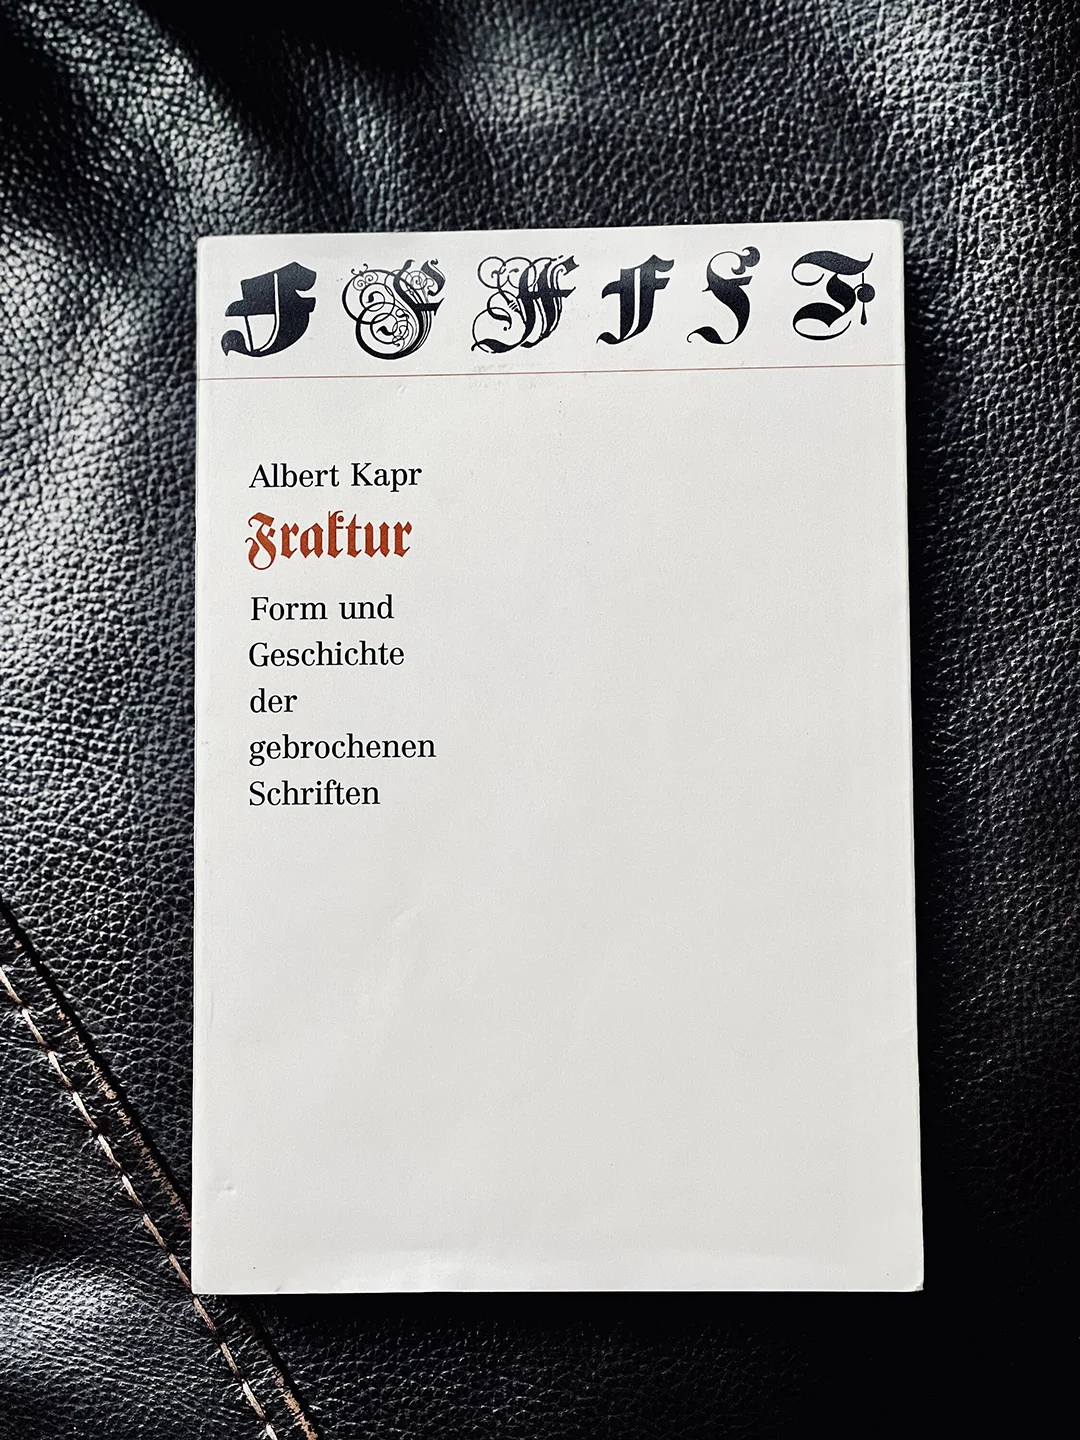 F F F F F F
Albert Kapr
Fraktur
Form und
Geschichte
der
gebrochenen
Schriften